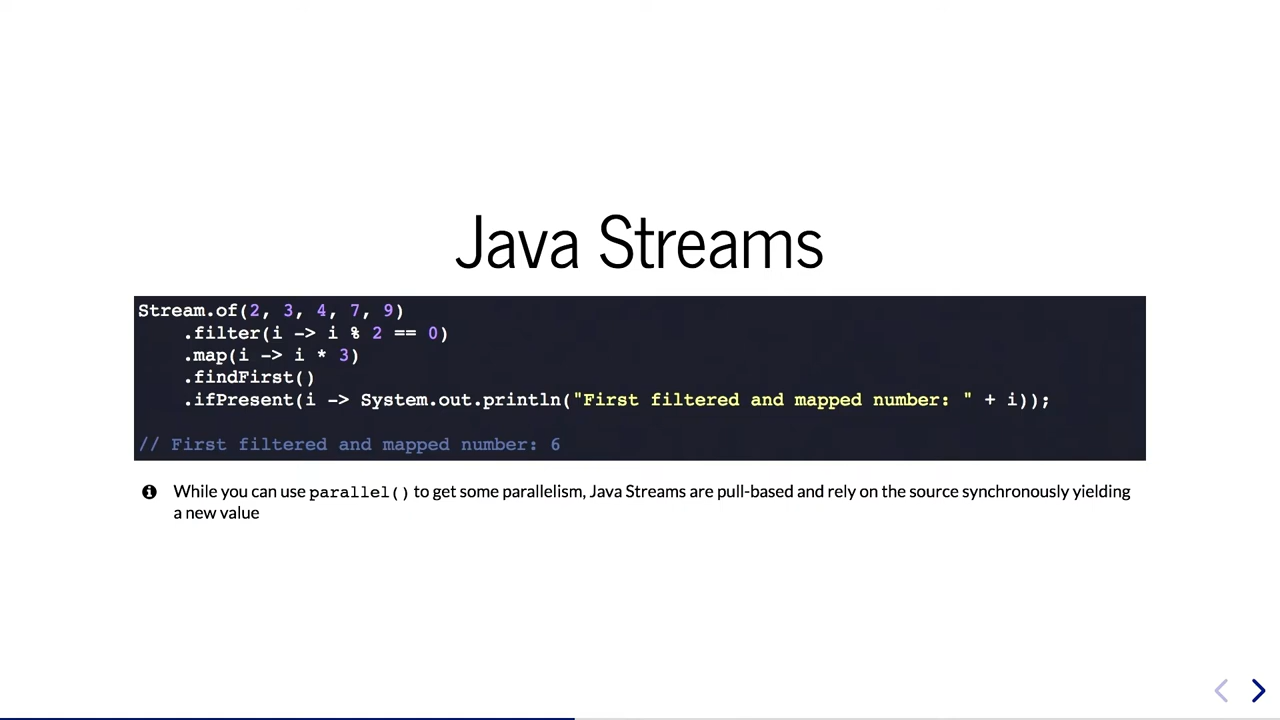 Java Streams
Stream.of(2, 3, 4, 7, 9)
    .filter(i -> i % 2 == 0)
    .map(i -> i * 3)
    .findFirst()
    .ifPresent(i -> System.out.println("First filtered and mapped number: " + i));
// First filtered and mapped number: 6
While you can use parallel() to get some parallelism, Java Streams are pull-based and rely on the source synchronously yielding
a new value